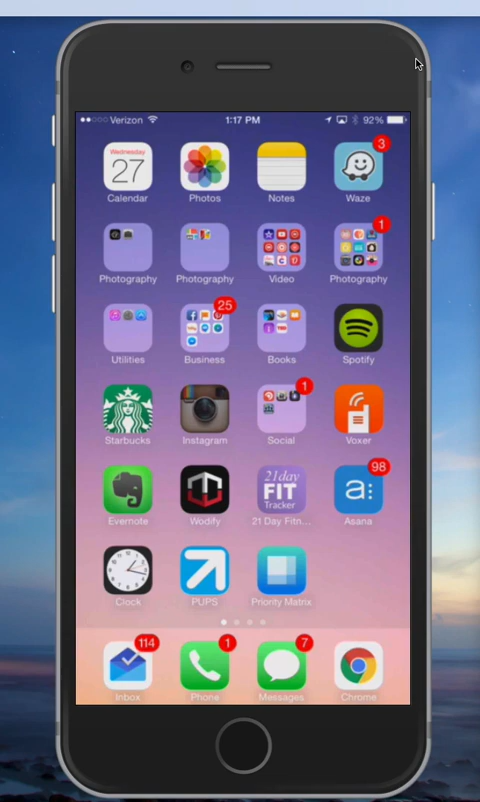 Verizon 1:17 PM 92%
Wednesday
27
3
Calendar Photos Notes Waze
1
Photography Photography Video Photography
25
Utilities Business Books Spotify
1
Starbucks Instagram Social Voxer
21day
FIT
Tracker
a:
98
Evernote Wodify 21 Day Fitn... Asana
Clock PUPS Priority Matrix
114 1 7
Inbox Phone Messages Chrome